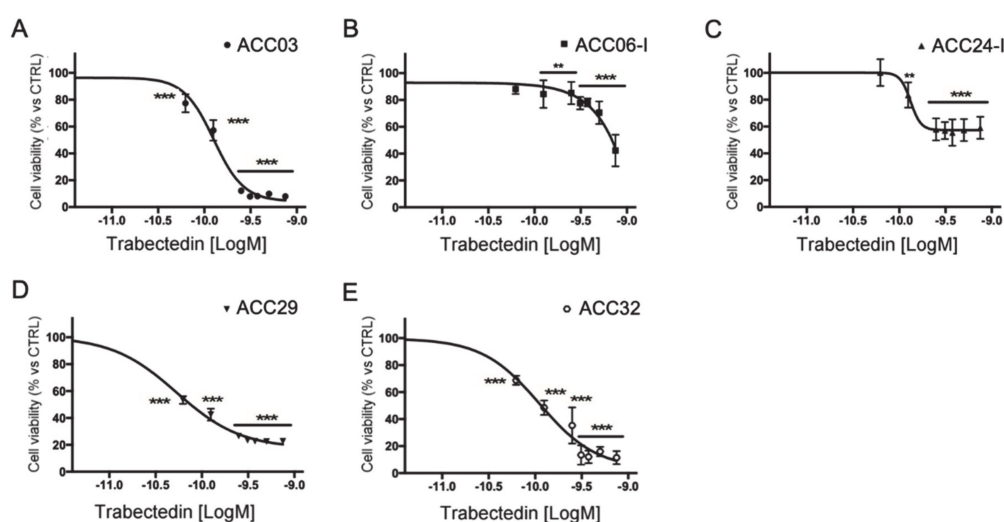 A
ACC03
***
***
***
Cell viability (% vs CTRL)
100
80
60
40
20
0
-11.0 -10.5 -10.0 -9.5 -9.0
Trabectedin [LogM]
B
ACC06-I
**
***
Cell viability (% vs CTRL)
100
80
60
40
20
0
-11.0 -10.5 -10.0 -9.5 -9.0
Trabectedin [LogM]
C
ACC24-I
**
***
Cell viability (% vs CTRL)
100
80
60
40
20
0
-11.0 -10.5 -10.0 -9.5 -9.0
Trabectedin [LogM]
D
ACC29
***
***
***
Cell viability (% vs CTRL)
100
80
60
40
20
0
-11.0 -10.5 -10.0 -9.5 -9.0
Trabectedin [LogM]
E
ACC32
***
***
***
***
Cell viability (% vs CTRL)
100
80
60
40
20
0
-11.0 -10.5 -10.0 -9.5 -9.0
Trabectedin [LogM]